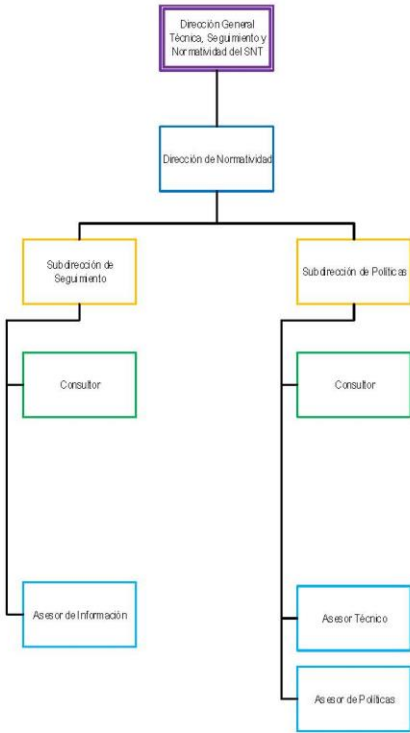 Dirección General
Técnica, Seguimiento y
Normatividad del SNT
Dirección de Normatividad
Subdirección de
Seguimiento
Subdirección de Políticas
Consultor
Consultor
Asesor de Información
Asesor Técnico
Asesor de Políticas